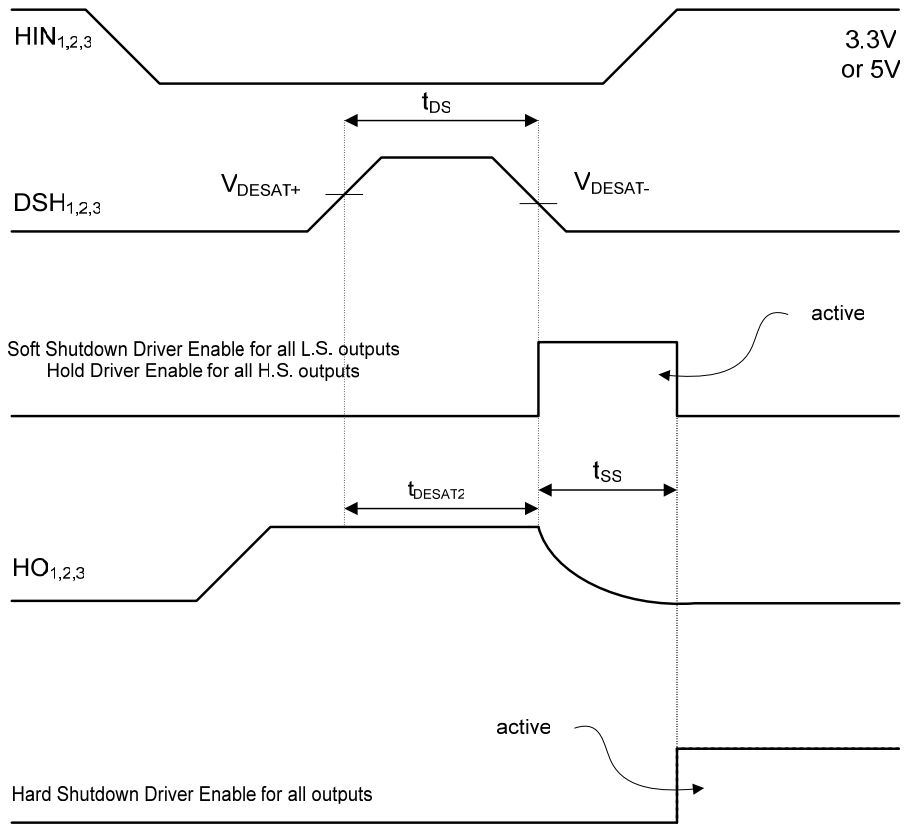 HIN1,2,3
3.3V
or 5V
tDS
VDESAT+
VDESAT-
DSH1,2,3
active
Soft Shutdown Driver Enable for all L.S. outputs
Hold Driver Enable for all H.S. outputs
tSS
tDESAT2
HO1,2,3
active
Hard Shutdown Driver Enable for all outputs